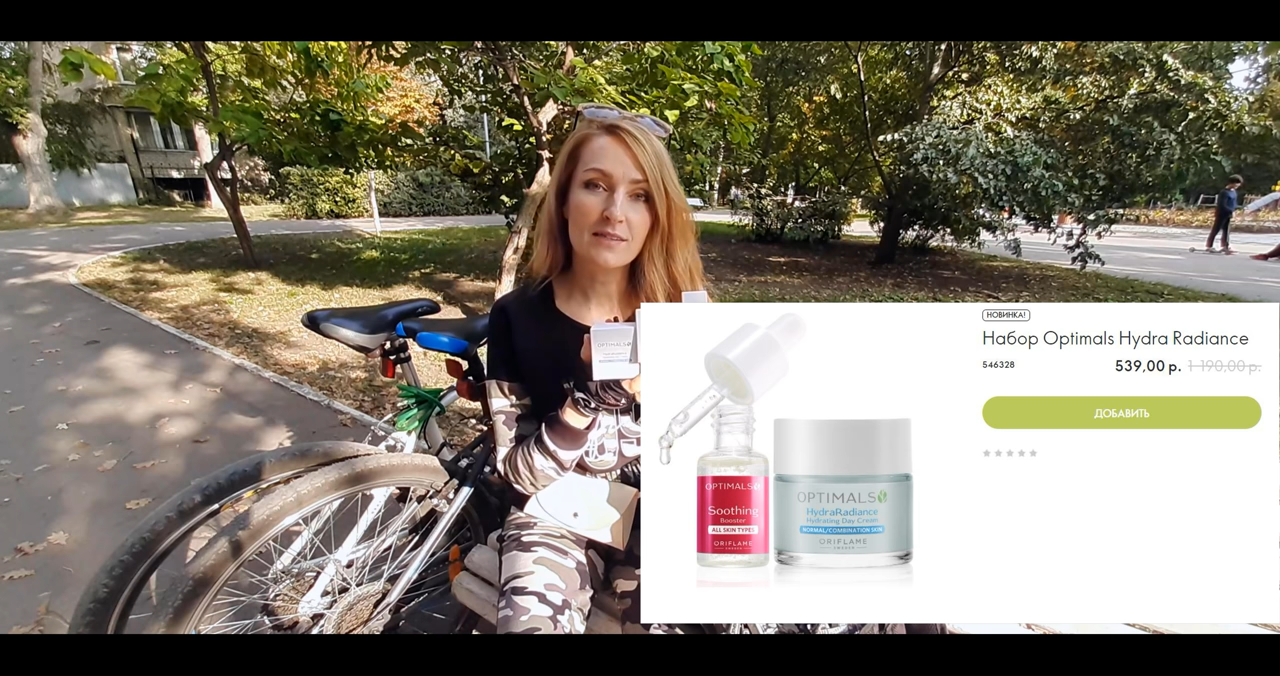 OPTIMALS
НОВИНКА!
Набор Optimals Hydra Radiance
546328
539,00 р. 1 190,00 р.
ДОБАВИТЬ
OPTIMALS
Soothing
Booster
ALL SKIN TYPES
ORIFLAME
SWEDEN
OPTIMALS
HydraRadiance
Hydrating Day Cream
NORMAL/COMBINATION SKIN
ORIFLAME
SWEDEN